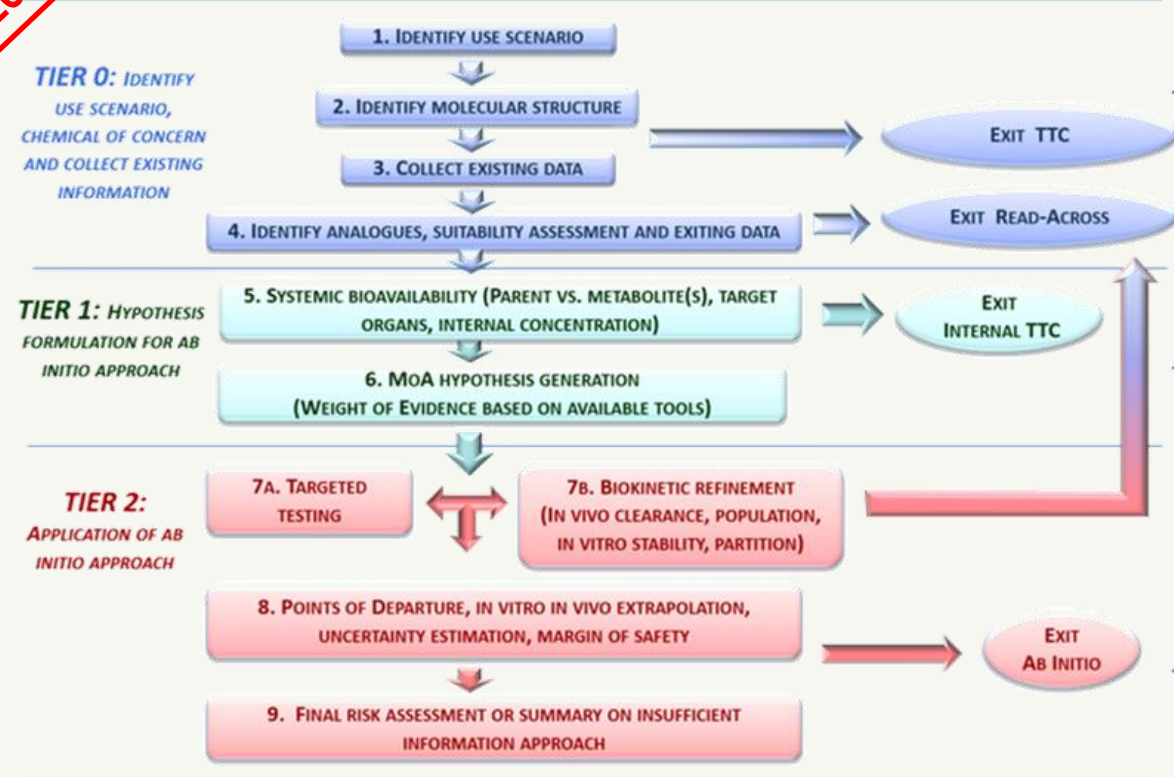 1. IDENTIFY USE SCENARIO
TIER 0: IDENTIFY
USE SCENARIO,
CHEMICAL OF CONCERN
AND COLLECT EXISTING
INFORMATION
2. IDENTIFY MOLECULAR STRUCTURE
EXIT TTC
3. COLLECT EXISTING DATA
4. IDENTIFY ANALOGUES, SUITABILITY ASSESSMENT AND EXITING DATA
EXIT READ-ACROSS
TIER 1: HYPOTHESIS
FORMULATION FOR AB
INITIO APPROACH
5. SYSTEMIC BIOAVAILABILITY (PARENT VS. METABOLITE(S), TARGET
ORGANS, INTERNAL CONCENTRATION)
EXIT
INTERNAL TTC
6. MOA HYPOTHESIS GENERATION
(WEIGHT OF EVIDENCE BASED ON AVAILABLE TOOLS)
TIER 2:
APPLICATION OF AB
INITIO APPROACH
7A. TARGETED
TESTING
7B. BIOKINETIC REFINEMENT
(IN VIVO CLEARANCE, POPULATION,
IN VITRO STABILITY, PARTITION)
8. POINTS OF DEPARTURE, IN VITRO IN VIVO EXTRAPOLATION,
UNCERTAINTY ESTIMATION, MARGIN OF SAFETY
EXIT
AB INITIO
9. FINAL RISK ASSESSMENT OR SUMMARY ON INSUFFICIENT
INFORMATION APPROACH